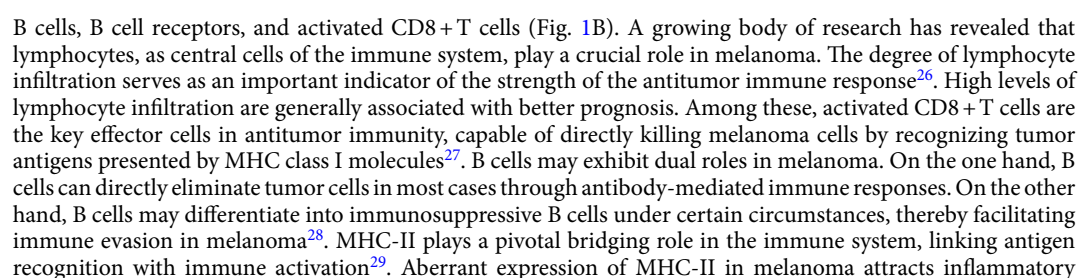 B cells, B cell receptors, and activated CD8+T cells (Fig. 1B). A growing body of research has revealed that
lymphocytes, as central cells of the immune system, play a crucial role in melanoma. The degree of lymphocyte
infiltration serves as an important indicator of the strength of the antitumor immune response26. High levels of
lymphocyte infiltration are generally associated with better prognosis. Among these, activated CD8+T cells are
the key effector cells in antitumor immunity, capable of directly killing melanoma cells by recognizing tumor
antigens presented by MHC class I molecules27. B cells may exhibit dual roles in melanoma. On the one hand, B
cells can directly eliminate tumor cells in most cases through antibody-mediated immune responses. On the other
hand, B cells may differentiate into immunosuppressive B cells under certain circumstances, thereby facilitating
immune evasion in melanoma28. MHC-II plays a pivotal bridging role in the immune system, linking antigen
recognition with immune activation29. Aberrant expression of MHC-II in melanoma attracts inflammatory